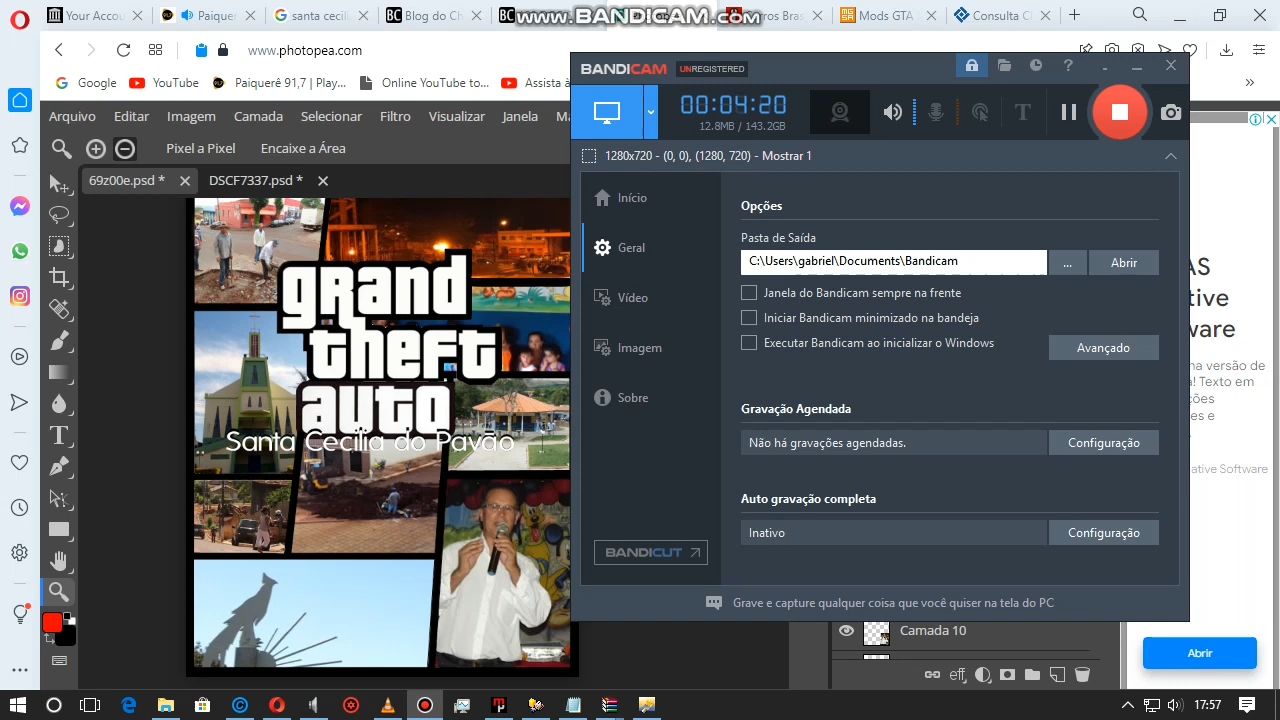 Your Accou
Paiquer
santa cecil
Blog do Cl
BC
www.BANDICAM.com
ros Bras
Mods GTA
Consulta Cl
www.photopea.com
Google
YouTube
Paiquerê 91,7 | Play...
Online YouTube to...
Assista à
»
BANDICAM
UNREGISTERED
00:04:20
12.8MB / 143.2GB
Arquivo
Editar
Imagem
Camada
Selecionar
Filtro
Visualizar
Janela
Ma
Pixel a Pixel
Encaixe a Área
69z00e.psd *
DSCF7337.psd *
1280x720 - (0, 0), (1280, 720) - Mostrar 1
Início
Geral
Vídeo
Imagem
Sobre
BANDICUT
Opções
Pasta de Saída
C:\Users\gabriel\Documents\Bandicam
...
Abrir
Janela do Bandicam sempre na frente
Iniciar Bandicam minimizado na bandeja
Executar Bandicam ao inicializar o Windows
Avançado
Gravação Agendada
Não há gravações agendadas.
Configuração
Auto gravação completa
Inativo
Configuração
Grave e capture qualquer coisa que você quiser na tela do PC
grand
theft
auto
Santa Cecília do Pavão
AS
tive
ware
na versão de
a! Texto em
ções
es e
ative Software
Abrir
Camada 10
eff
17:57